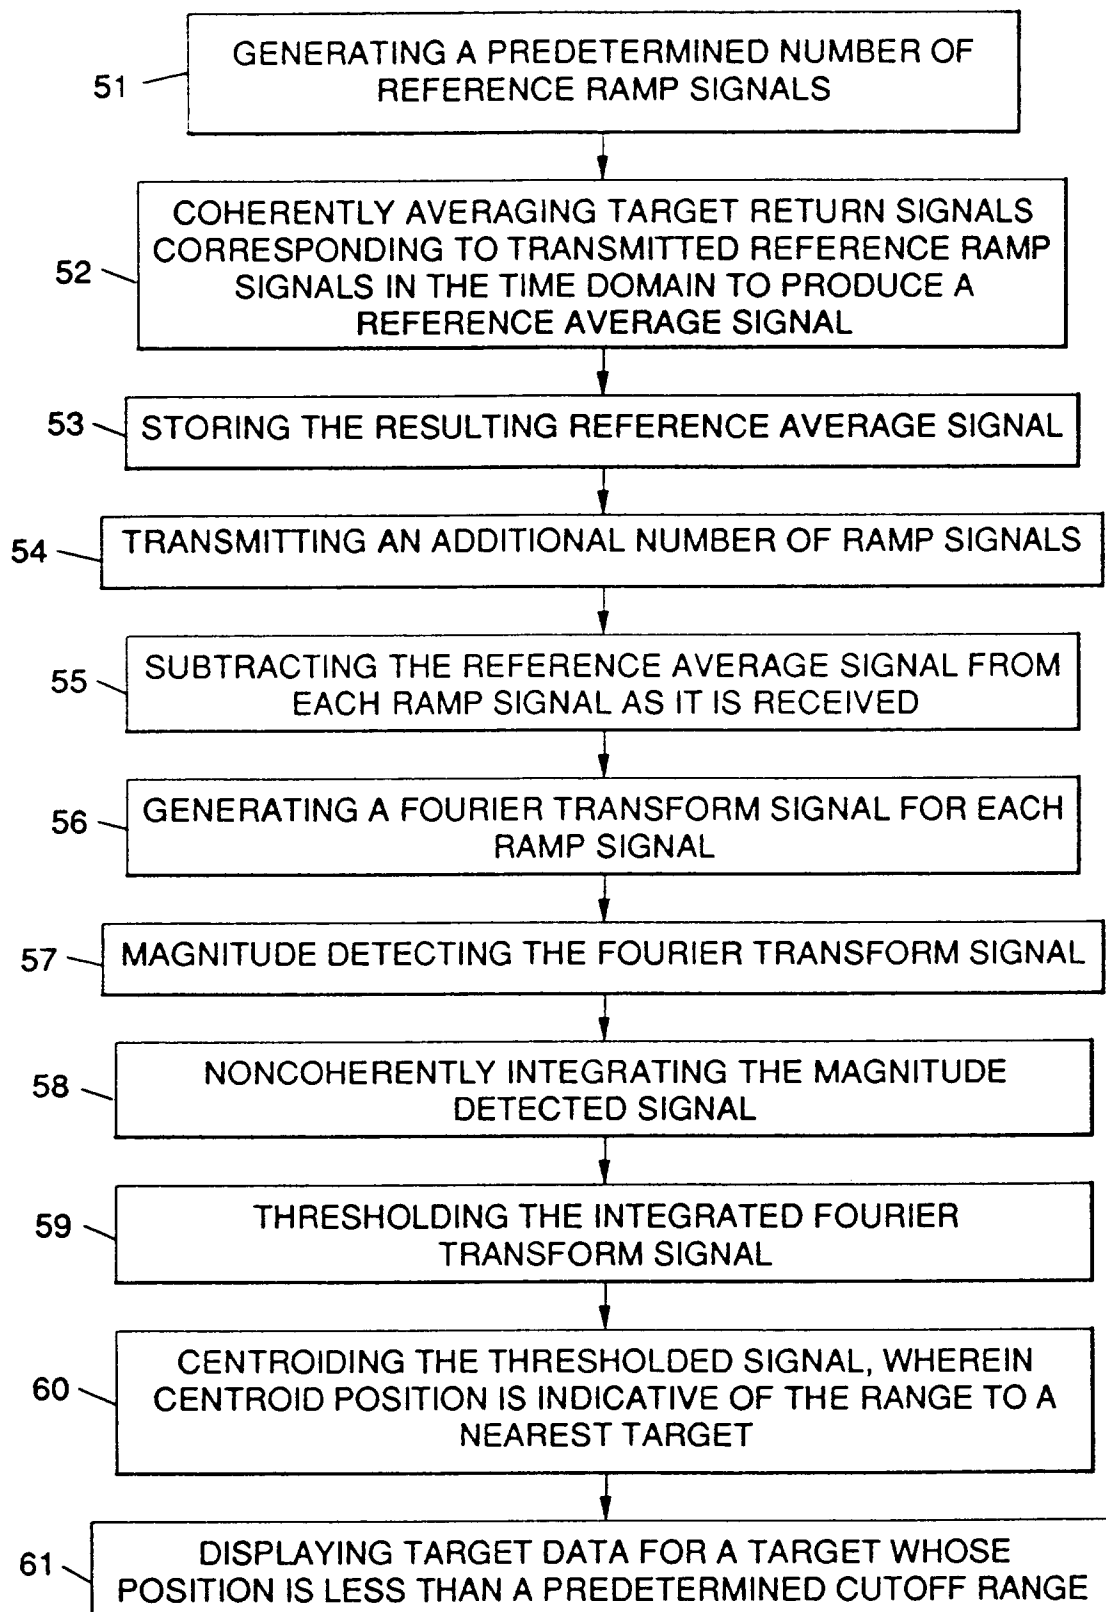 51
GENERATING A PREDETERMINED NUMBER OF
REFERENCE RAMP SIGNALS
52
COHERENTLY AVERAGING TARGET RETURN SIGNALS
CORRESPONDING TO TRANSMITTED REFERENCE RAMP
SIGNALS IN THE TIME DOMAIN TO PRODUCE A
REFERENCE AVERAGE SIGNAL
53
STORING THE RESULTING REFERENCE AVERAGE SIGNAL
54
TRANSMITTING AN ADDITIONAL NUMBER OF RAMP SIGNALS
55
SUBTRACTING THE REFERENCE AVERAGE SIGNAL FROM
EACH RAMP SIGNAL AS IT IS RECEIVED
56
GENERATING A FOURIER TRANSFORM SIGNAL FOR EACH
RAMP SIGNAL
57
MAGNITUDE DETECTING THE FOURIER TRANSFORM SIGNAL
58
NONCOHERENTLY INTEGRATING THE MAGNITUDE
DETECTED SIGNAL
59
THRESHOLDING THE INTEGRATED FOURIER
TRANSFORM SIGNAL
60
CENTROIDING THE THRESHOLDED SIGNAL, WHEREIN
CENTROID POSITION IS INDICATIVE OF THE RANGE TO A
NEAREST TARGET
61
DISPLAYING TARGET DATA FOR A TARGET WHOSE
POSITION IS LESS THAN A PREDETERMINED CUTOFF RANGE